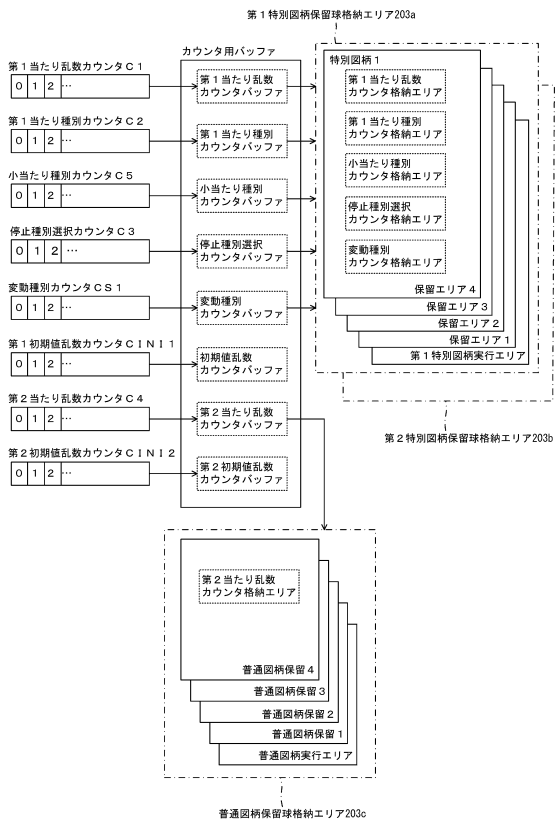 第１特別図柄保留球格納エリア203a
カウンタ用バッファ
第１当たり乱数カウンタＣ１
０ １ ２ …
第１当たり乱数
カウンタバッファ
第１当たり種別カウンタＣ２
０ １ ２ …
第１当たり種別
カウンタバッファ
小当たり種別カウンタＣ５
０ １ ２ …
小当たり種別
カウンタバッファ
停止種別選択カウンタＣ３
０ １ ２ …
停止種別選択
カウンタバッファ
変動種別カウンタＣＳ１
０ １ ２ …
変動種別
カウンタバッファ
第１初期値乱数カウンタＣＩＮＩ１
０ １ ２ …
初期値乱数
カウンタバッファ
第２当たり乱数カウンタＣ４
０ １ ２ …
第２当たり乱数
カウンタバッファ
第２初期値乱数カウンタＣＩＮＩ２
０ １ ２ …
第２初期値乱数
カウンタバッファ
特別図柄１
第１当たり乱数
カウンタ格納エリア
第１当たり種別
カウンタ格納エリア
小当たり種別
カウンタ格納エリア
停止種別選択
カウンタ格納エリア
変動種別
カウンタ格納エリア
保留エリア４
保留エリア３
保留エリア２
保留エリア１
第１特別図柄実行エリア
第２特別図柄保留球格納エリア203b
第２当たり乱数
カウンタ格納エリア
普通図柄保留４
普通図柄保留３
普通図柄保留２
普通図柄保留１
普通図柄実行エリア
普通図柄保留球格納エリア203c